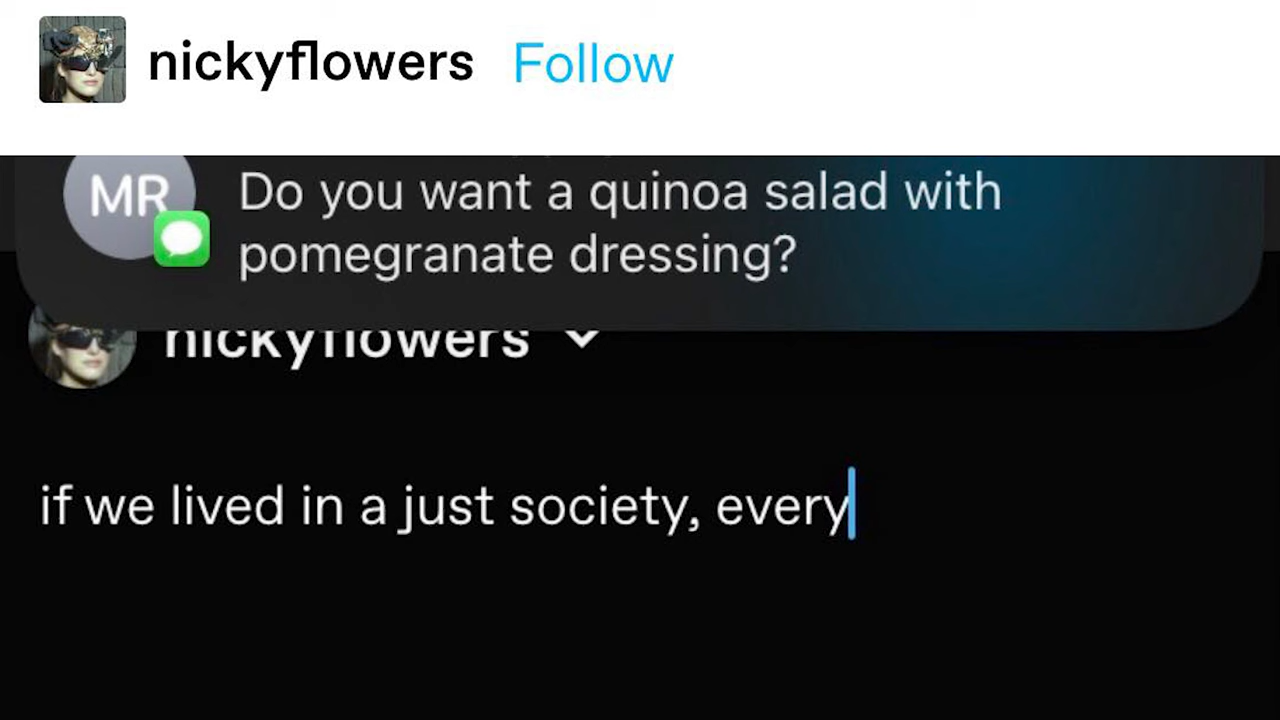 nickyflowers Follow
MR
Do you want a quinoa salad with
pomegranate dressing?
nickyflowers
if we lived in a just society, every